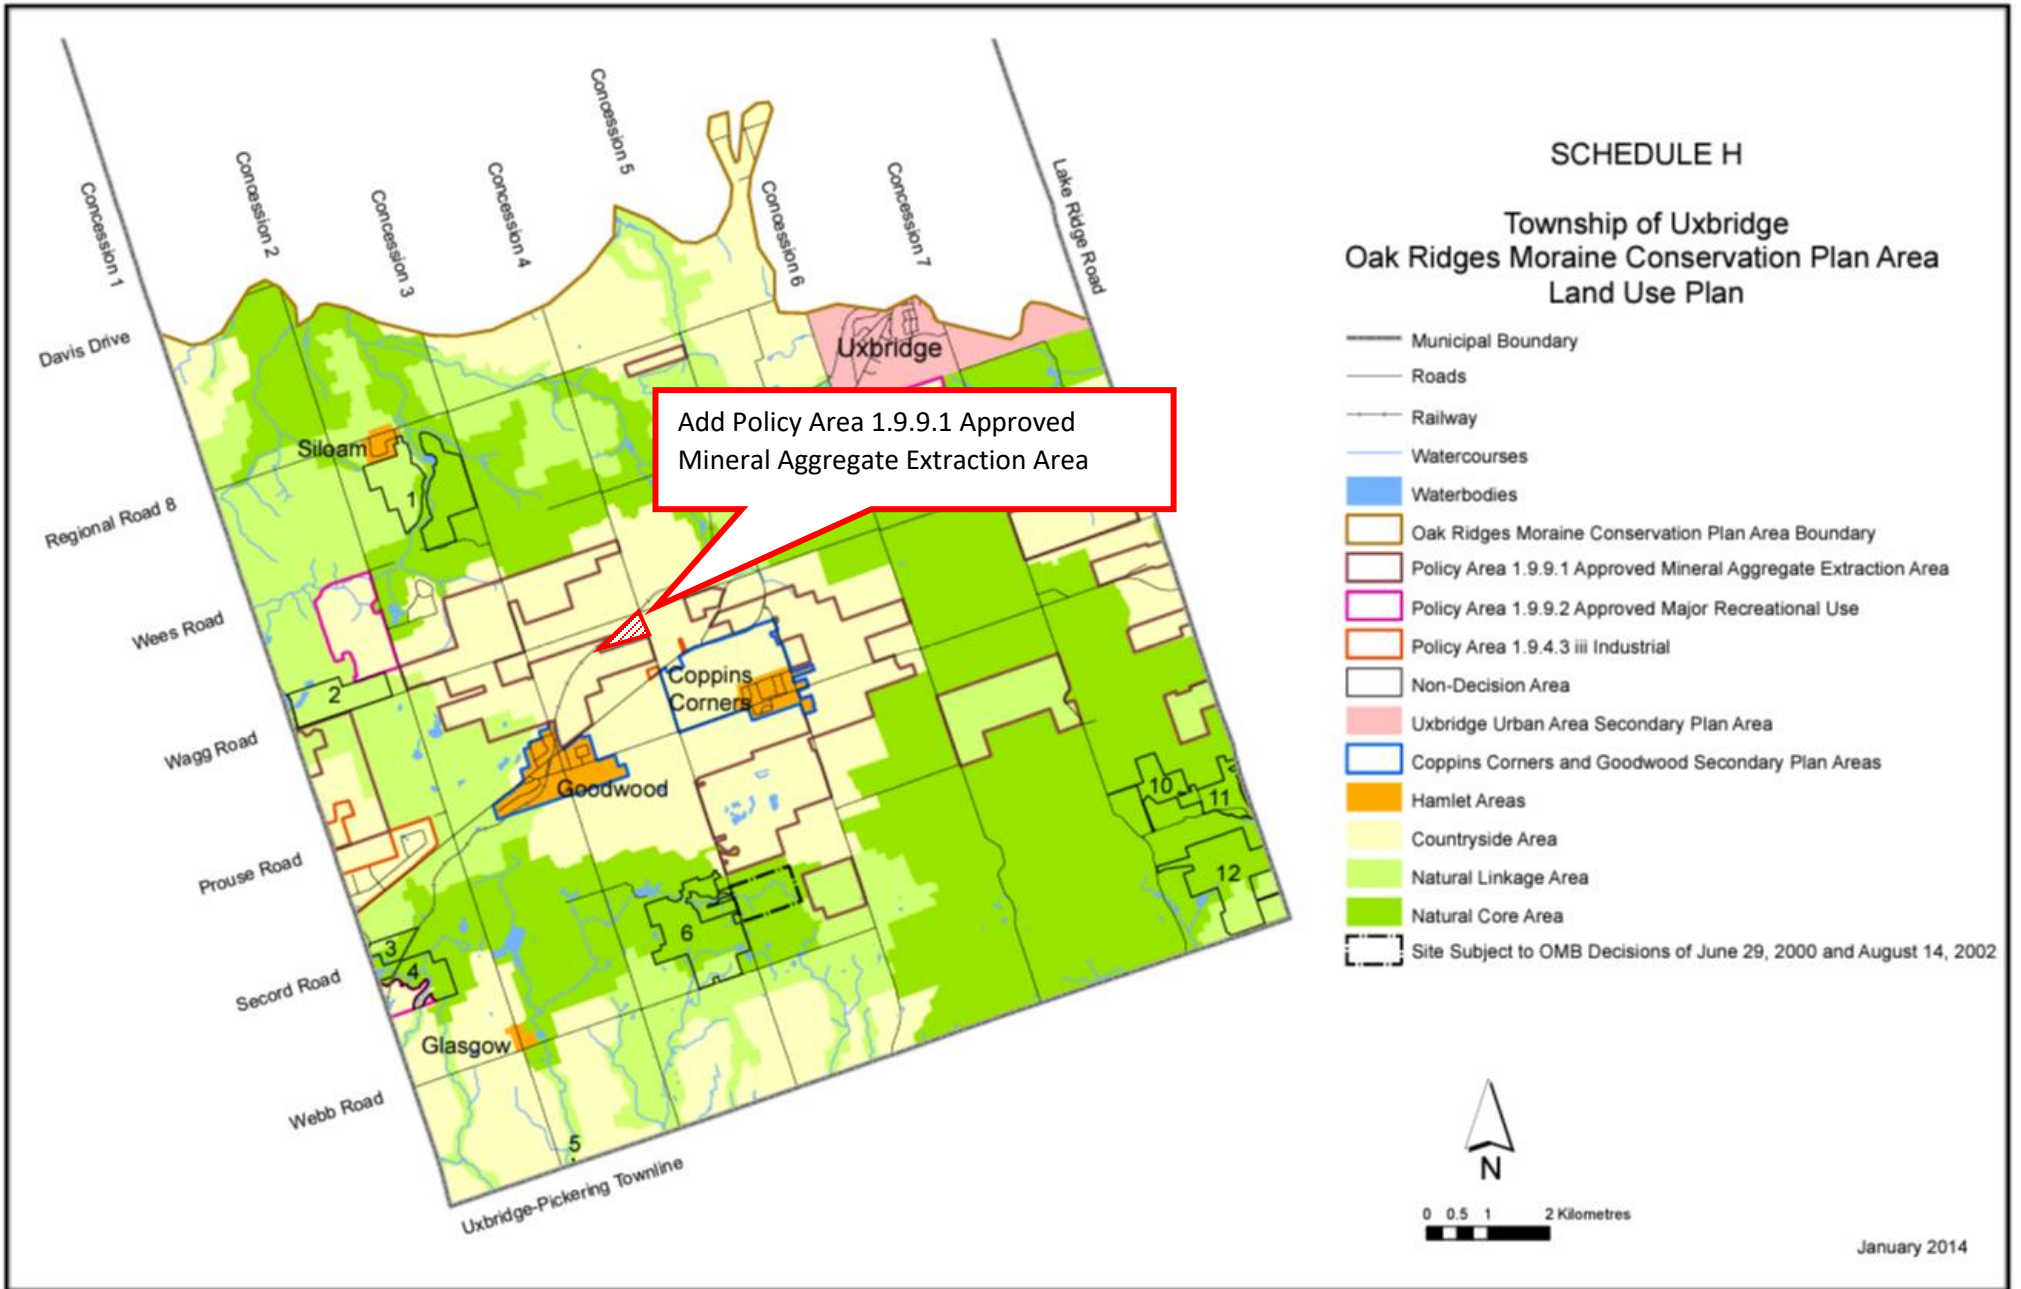 SCHEDULE H
Township of Uxbridge
Oak Ridges Moraine Conservation Plan Area
Land Use Plan
Municipal Boundary
Roads
Railway
Watercourses
Waterbodies
Oak Ridges Moraine Conservation Plan Area Boundary
Policy Area 1.9.9.1 Approved Mineral Aggregate Extraction Area
Policy Area 1.9.9.2 Approved Major Recreational Use
Policy Area 1.9.4.3 iii Industrial
Non-Decision Area
Uxbridge Urban Area Secondary Plan Area
Coppins Corners and Goodwood Secondary Plan Areas
Hamlet Areas
Countryside Area
Natural Linkage Area
Natural Core Area
Site Subject to OMB Decisions of June 29, 2000 and August 14, 2002
N
0 0.5 1 2 Kilometres
January 2014
Concession 1
Concession 2
Concession 3
Concession 4
Concession 5
Concession 6
Concession 7
Lake Ridge Road
Davis Drive
Regional Road 8
Wees Road
Wagg Road
Prouse Road
Secord Road
Webb Road
Uxbridge-Pickering Townline
Uxbridge
Add Policy Area 1.9.9.1 Approved
Mineral Aggregate Extraction Area
Siloam
1
2
Coppins
Corners
Goodwood
10
11
12
3
4
6
Glasgow
5